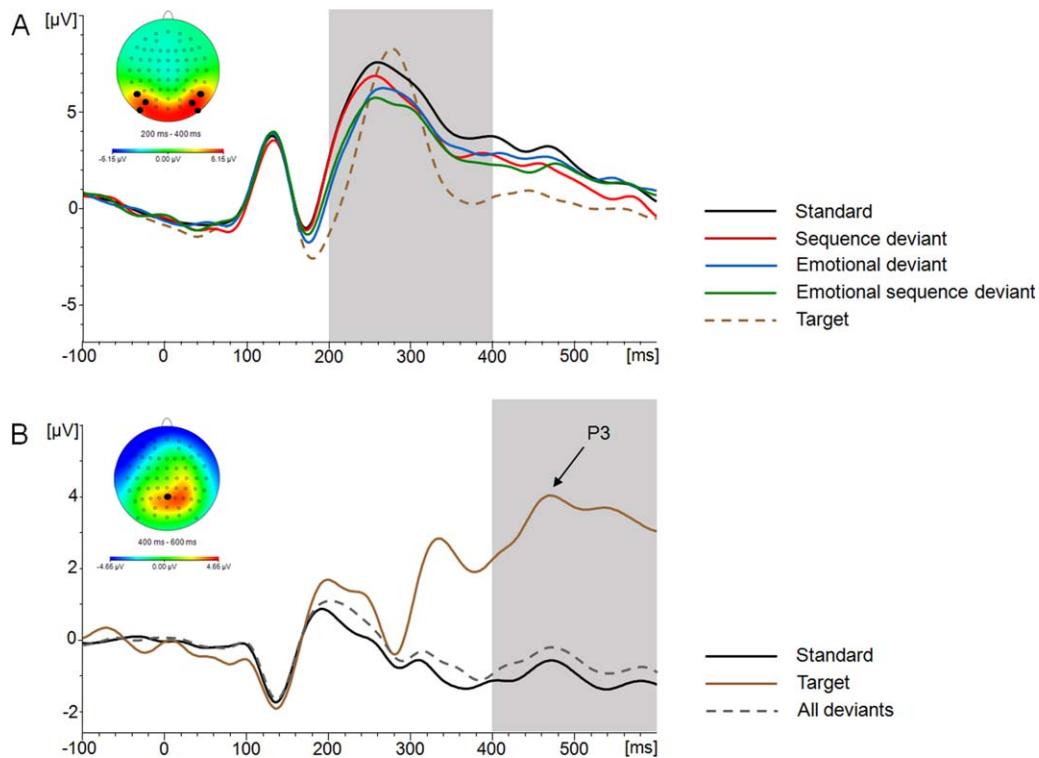 A
[µV]
200 ms - 400 ms
-6.15 µV 0.00 µV 6.15 µV
5
0
-5
-100 0 100 200 300 400 500 [ms]
Standard
Sequence deviant
Emotional deviant
Emotional sequence deviant
Target
B
[µV]
P3
400 ms - 600 ms
-4.66 µV 0.00 µV 4.66 µV
4
2
0
-2
-100 0 100 200 300 400 500 [ms]
Standard
Target
All deviants